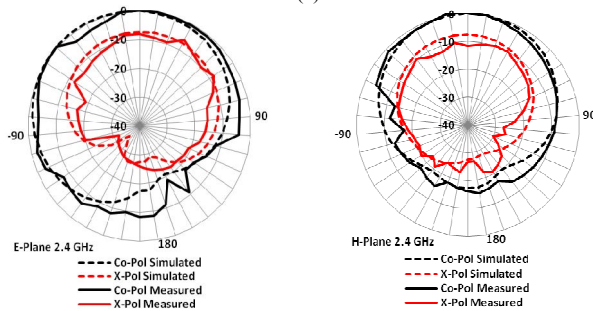 0
-10
-20
-30
-40
-90
90
180
E-Plane 2.4 GHz
Co-Pol Simulated
X-Pol Simulated
Co-Pol Measured
X-Pol Measured
0
-10
-20
-30
-40
-90
90
180
H-Plane 2.4 GHz
Co-Pol Simulated
X-Pol Simulated
Co-Pol Measured
X-Pol Measured